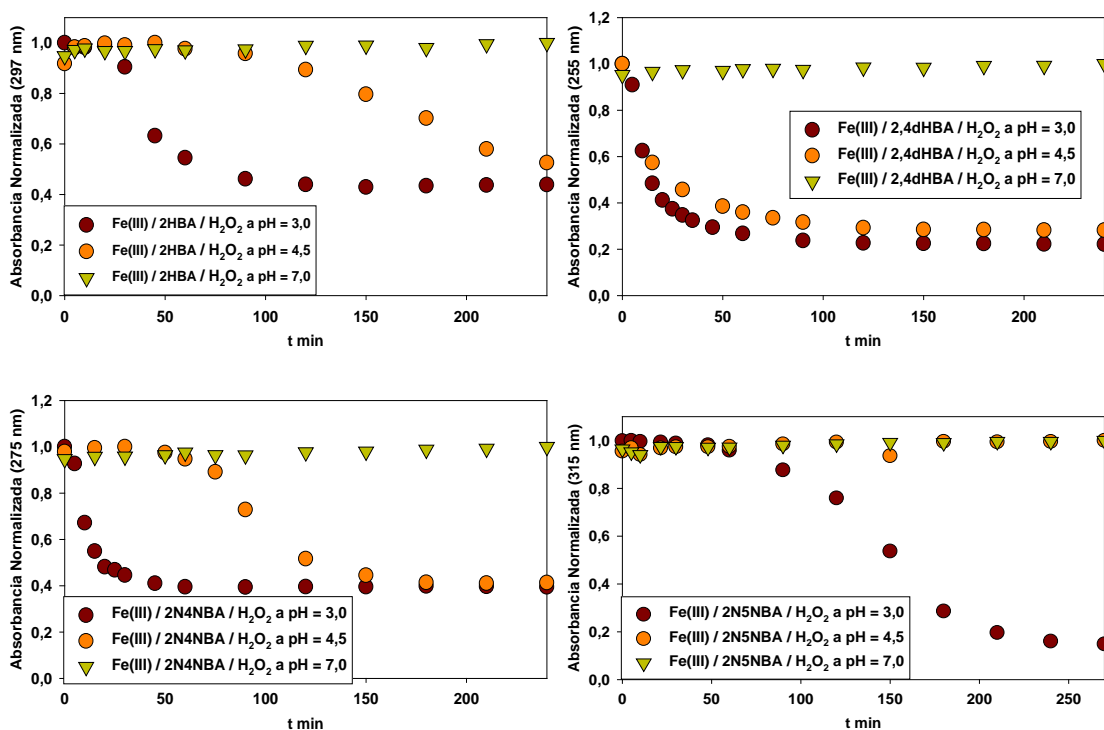 Absorbancia Normalizada (297 nm)
1,0
0,8
0,6
0,4
0,2
0,0
Fe(III) / 2HBA / H₂O₂ a pH = 3,0
Fe(III) / 2HBA / H₂O₂ a pH = 4,5
Fe(III) / 2HBA / H₂O₂ a pH = 7,0
0 50 100 150 200
t min
Absorbancia Normalizada (255 nm)
1,2
1,0
0,8
0,6
0,4
0,2
0,0
Fe(III) / 2,4dHBA / H₂O₂ a pH = 3,0
Fe(III) / 2,4dHBA / H₂O₂ a pH = 4,5
Fe(III) / 2,4dHBA / H₂O₂ a pH = 7,0
0 50 100 150 200
t min
Absorbancia Normalizada (275 nm)
1,2
1,0
0,8
0,6
0,4
0,2
0,0
Fe(III) / 2N4NBA / H₂O₂ a pH = 3,0
Fe(III) / 2N4NBA / H₂O₂ a pH = 4,5
Fe(III) / 2N4NBA / H₂O₂ a pH = 7,0
0 50 100 150 200
t min
Absorbancia Normalizada (315 nm)
1,0
0,8
0,6
0,4
0,2
0,0
Fe(III) / 2N5NBA / H₂O₂ a pH = 3,0
Fe(III) / 2N5NBA / H₂O₂ a pH = 4,5
Fe(III) / 2N5NBA / H₂O₂ a pH = 7,0
0 50 100 150 200 250
t min